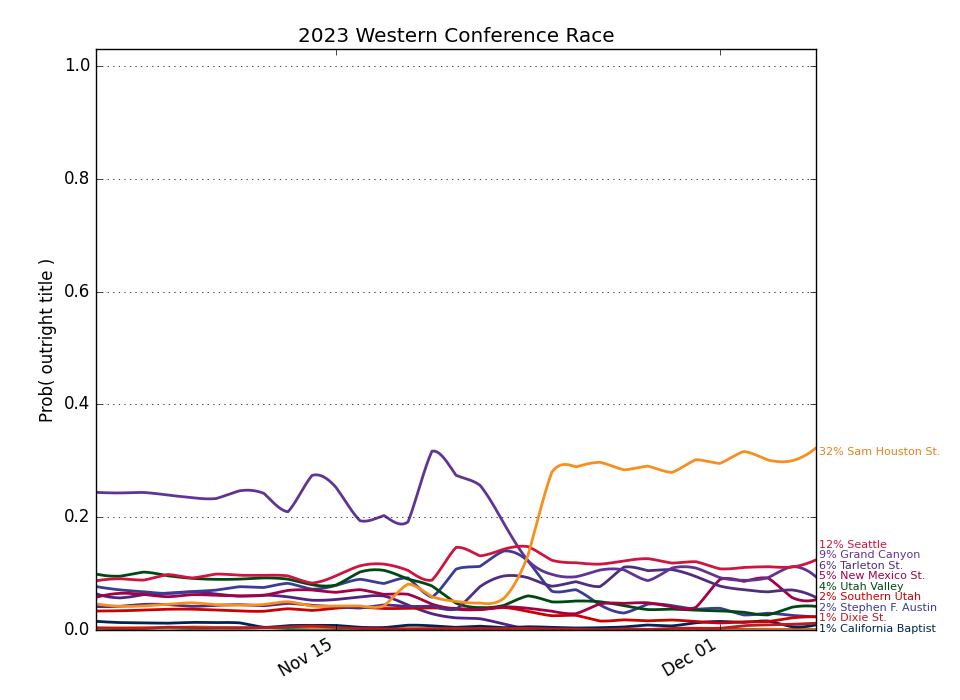 2023 Western Conference Race
Prob( outright title )
1.0
0.8
0.6
0.4
0.2
0.0
Nov 15
Dec 01
32% Sam Houston St.
12% Seattle
9% Grand Canyon
6% Tarleton St.
5% New Mexico St.
4% Utah Valley
2% Southern Utah
2% Stephen F. Austin
1% Dixie St.
1% California Baptist